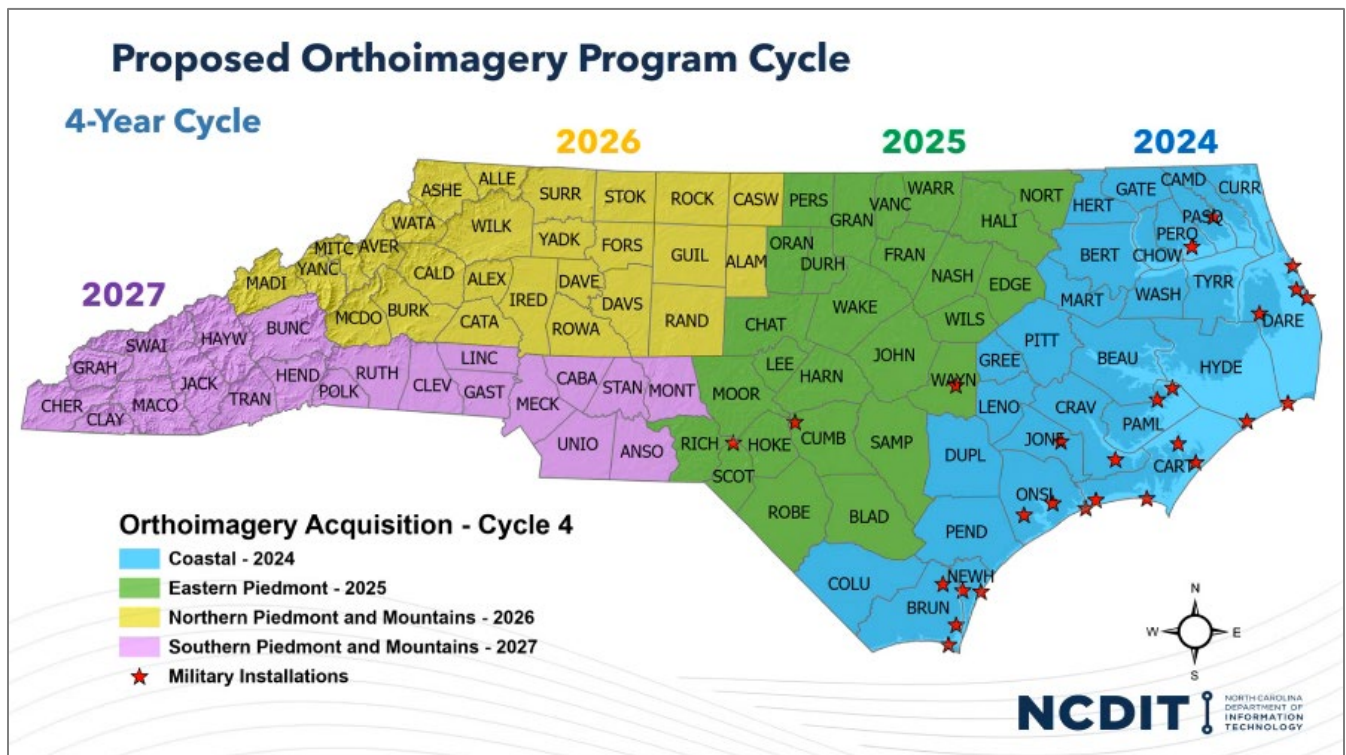 Proposed Orthoimagery Program Cycle
4-Year Cycle
2026
2025
2024
2027
ASHE
ALLE
SURR
STOK
ROCK
CASW
PERS
GRAN
VANC
WARR
NORT
HALI
HERT
GATE
CAMD
CURR
PASQ
PERQ
CHOW
WATA
WILK
YADK
FORS
GUIL
ALAM
ORAN
DURH
FRAN
NASH
EDGE
BERT
MART
WASH
TYRR
DARE
MITC
AVER
YANC
MADI
CALD
ALEX
IRED
DAVE
DAVS
RAND
CHAT
WAKE
WILS
PITT
BEAU
HYDE
MCDO
BURK
CATA
ROWA
BUNC
HAYW
SWAI
GRAH
JACK
HEND
RUTH
POLK
CLEV
LINC
GAST
MECK
CABA
STAN
MONT
MOOR
LEE
HARN
JOHN
WAYN
GREE
LENO
CRAV
PAML
CHER
CLAY
MACO
TRAN
UNIO
ANSO
RICH
HOKE
CUMB
SAMP
DUPL
JONE
CART
SCOT
ROBE
BLAD
PEND
ONSL
COLU
BRUN
NEWH
Orthoimagery Acquisition - Cycle 4
Coastal - 2024
Eastern Piedmont - 2025
Northern Piedmont and Mountains - 2026
Southern Piedmont and Mountains - 2027
Military Installations
N
W
E
S
NCDIT
NORTH CAROLINA
DEPARTMENT OF
INFORMATION
TECHNOLOGY